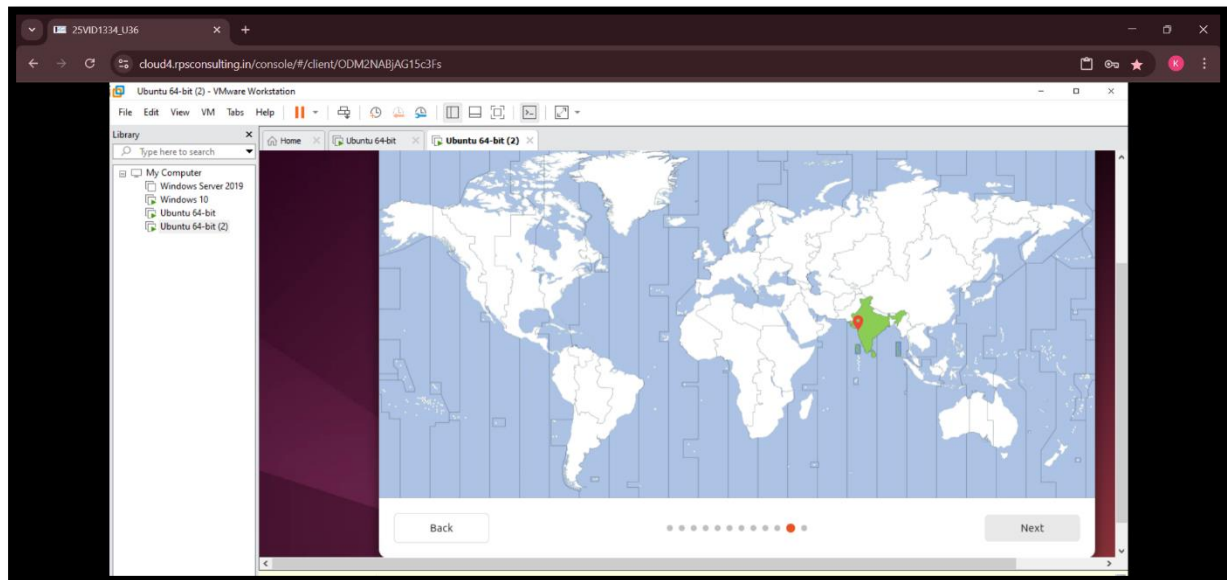 25VID1334_U36
cloud4.rpsconsulting.in/console/#/client/ODM2NABjAG15c3Fs
K
Ubuntu 64-bit (2) - VMware Workstation
File Edit View VM Tabs Help
Library
Home Ubuntu 64-bit Ubuntu 64-bit (2)
Type here to search
My Computer
Windows Server 2019
Windows 10
Ubuntu 64-bit
Ubuntu 64-bit (2)
Back Next